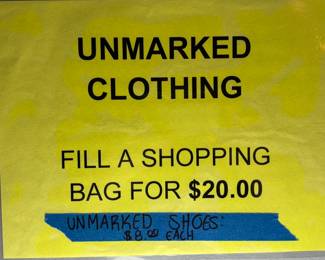 UNMARKED
CLOTHING
FILL A SHOPPING
BAG FOR $20.00
UNMARKED SHOES:
$8.00 EACH